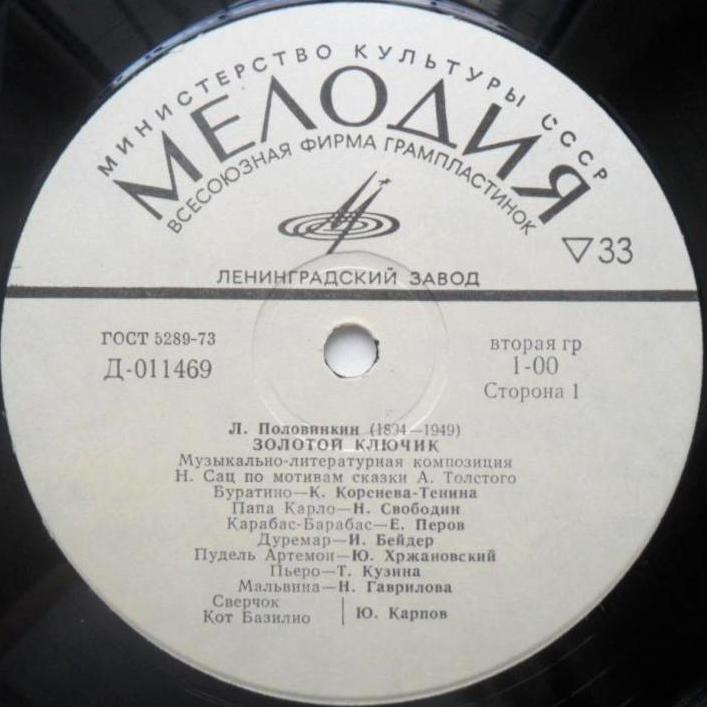 МИНИСТЕРСТВО КУЛЬТУРЫ СССР
МЕЛОДИЯ
ВСЕСОЮЗНАЯ ФИРМА ГРАМПЛАСТИНОК
▽33
ЛЕНИНГРАДСКИЙ ЗАВОД
ГОСТ 5289-73
Д-011469
вторая гр
1-00
Сторона 1
Л. Половинкин (1894—1949)
ЗОЛОТОЙ КЛЮЧИК
Музыкально-литературная композиция
Н. Сац по мотивам сказки А. Толстого
Буратино—К. Коренева-Тенина
Папа Карло—Н. Свободин
Карабас-Барабас—Е. Перов
Дуремар—И. Бейдер
Пудель Артемон—Ю. Хржановский
Пьеро—Т. Кузина
Мальвина—Н. Гаврилова
Сверчок
Кот Базилио | Ю. Карпов